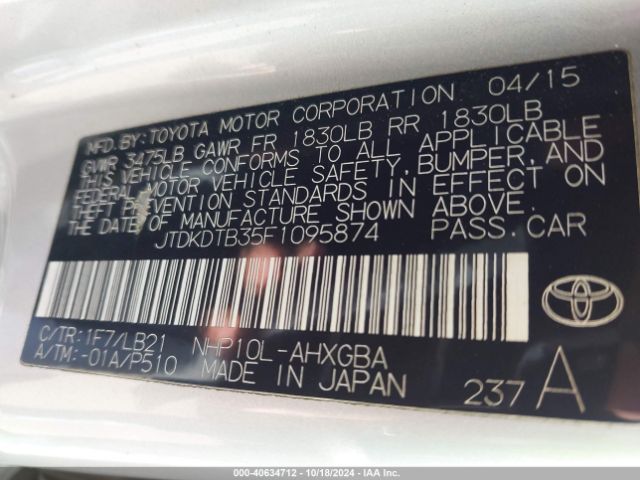 MFD.BY:TOYOTA MOTOR CORPORATION 04/15
GVWR 3475LB GAWR FR 1830LB RR 1830LB
THIS VEHICLE CONFORMS TO ALL APPLICABLE
FEDERAL MOTOR VEHICLE SAFETY,BUMPER,AND
THEFT PREVENTION STANDARDS IN EFFECT ON
THE DATE OF MANUFACTURE SHOWN ABOVE.
JTDKDTB35F1095874 PASS.CAR
C/TR:1F7/LB21 NHP10L-AHXGBA
A/TM:-01A/P510 MADE IN JAPAN
237A
TOYOTA
000-40634712 | 10/18/2024 | IAA Inc.